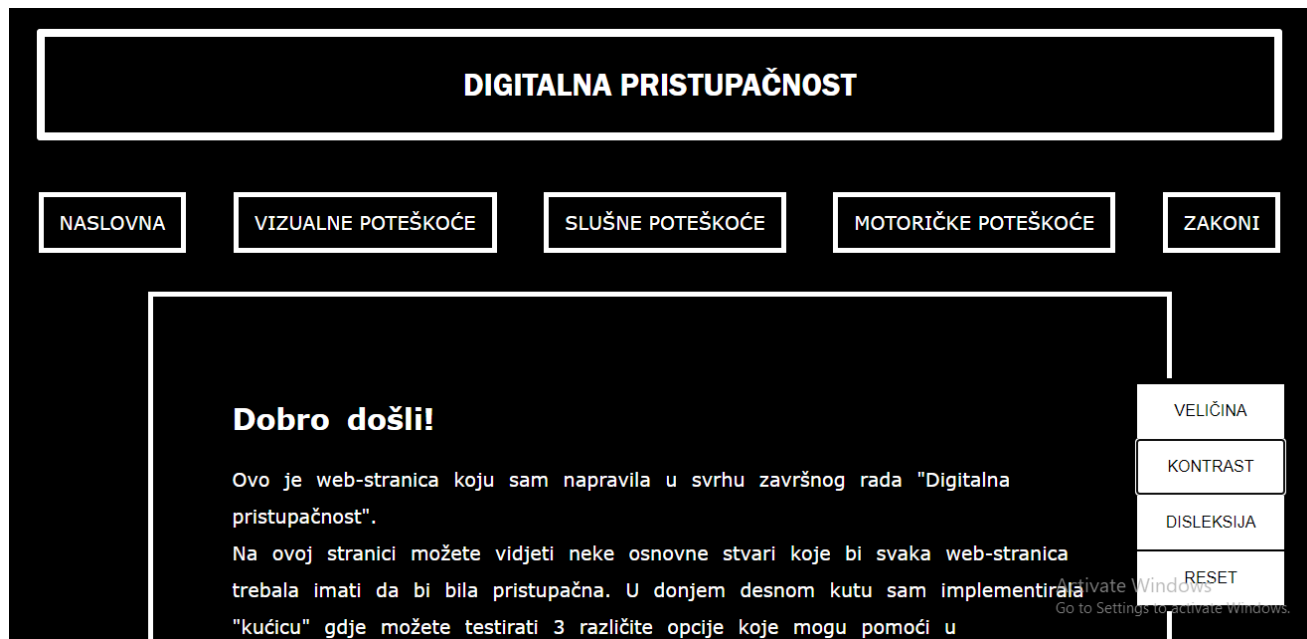 DIGITALNA PRISTUPAČNOST
NASLOVNA
VIZUALNE POTEŠKOĆE
SLUŠNE POTEŠKOĆE
MOTORIČKE POTEŠKOĆE
ZAKONI
Dobro došli!
Ovo je web-stranica koju sam napravila u svrhu završnog rada "Digitalna
pristupačnost".
Na ovoj stranici možete vidjeti neke osnovne stvari koje bi svaka web-stranica
trebala imati da bi bila pristupačna. U donjem desnom kutu sam implementirala
"kućicu" gdje možete testirati 3 različite opcije koje mogu pomoći u
VELIČINA
KONTRAST
DISLEKSIJA
RESET
Activate Windows
Go to Settings to activate Windows.